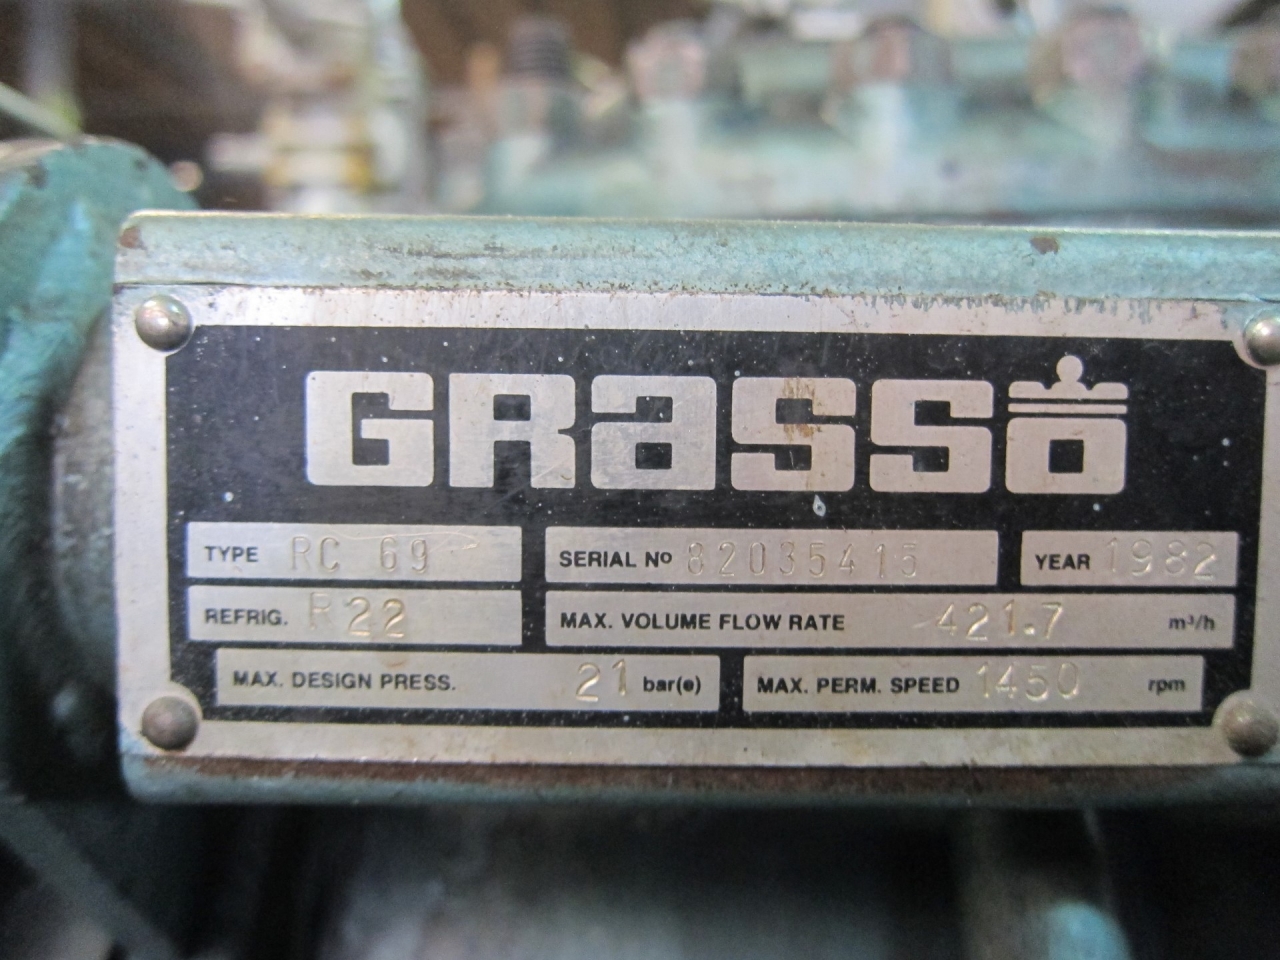 GRASSO
TYPE RC 69 SERIAL Nº 82035415 YEAR 1982
REFRIG. R22 MAX. VOLUME FLOW RATE 421.7 m³/h
MAX. DESIGN PRESS. 21 bar(e) MAX. PERM. SPEED 1450 rpm